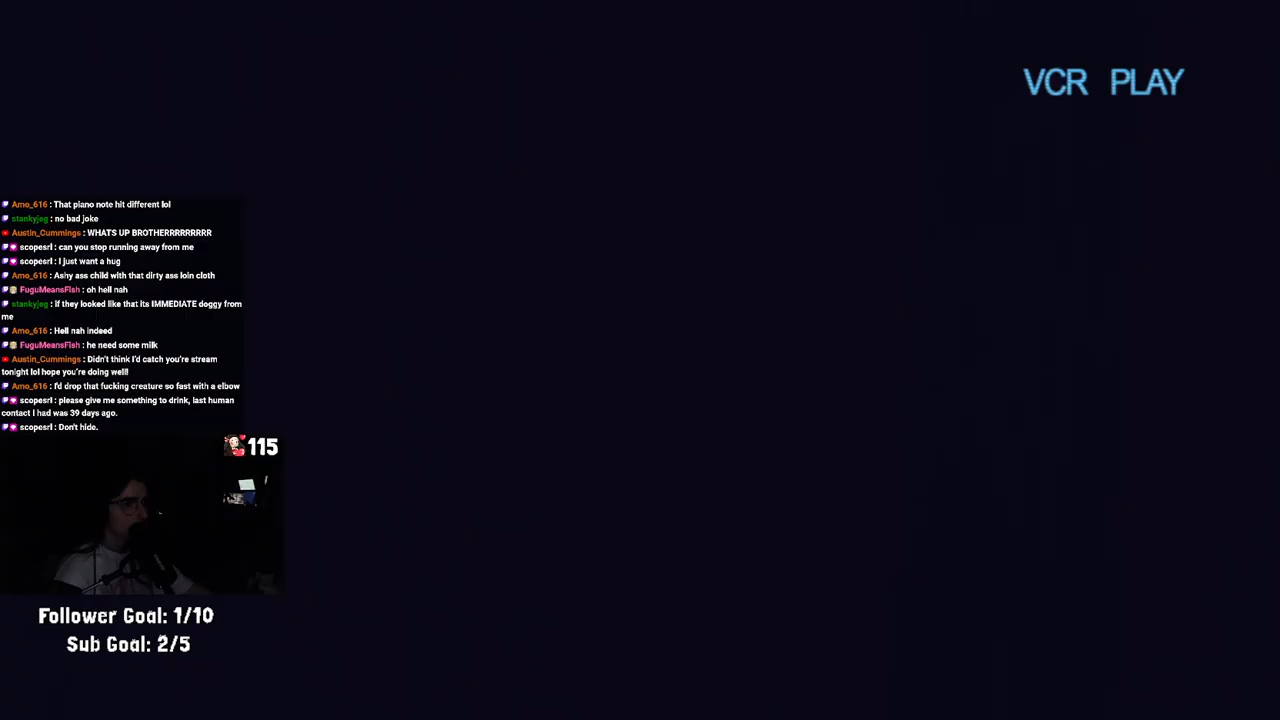 VCR PLAY
Amo_616 : That piano note hit different lol
stankyjag : no bad joke
Austin_Cummings : WHATS UP BROTHERRRRRRRRR
scopesrl : can you stop running away from me
scopesrl : I just want a hug
Amo_616 : Ashy ass child with that dirty ass loin cloth
FuguMeansFish : oh hell nah
stankyjag : if they looked like that its IMMEDIATE doggy from
me
Amo_616 : Hell nah indeed
FuguMeansFish : he need some milk
Austin_Cummings : Didn't think I'd catch you're stream
tonight lol hope you're doing well!
Amo_616 : I'd drop that fucking creature so fast with a elbow
scopesrl : please give me something to drink, last human
contact I had was 39 days ago.
scopesrl : Don't hide.
115
Follower Goal: 1/10
Sub Goal: 2/5